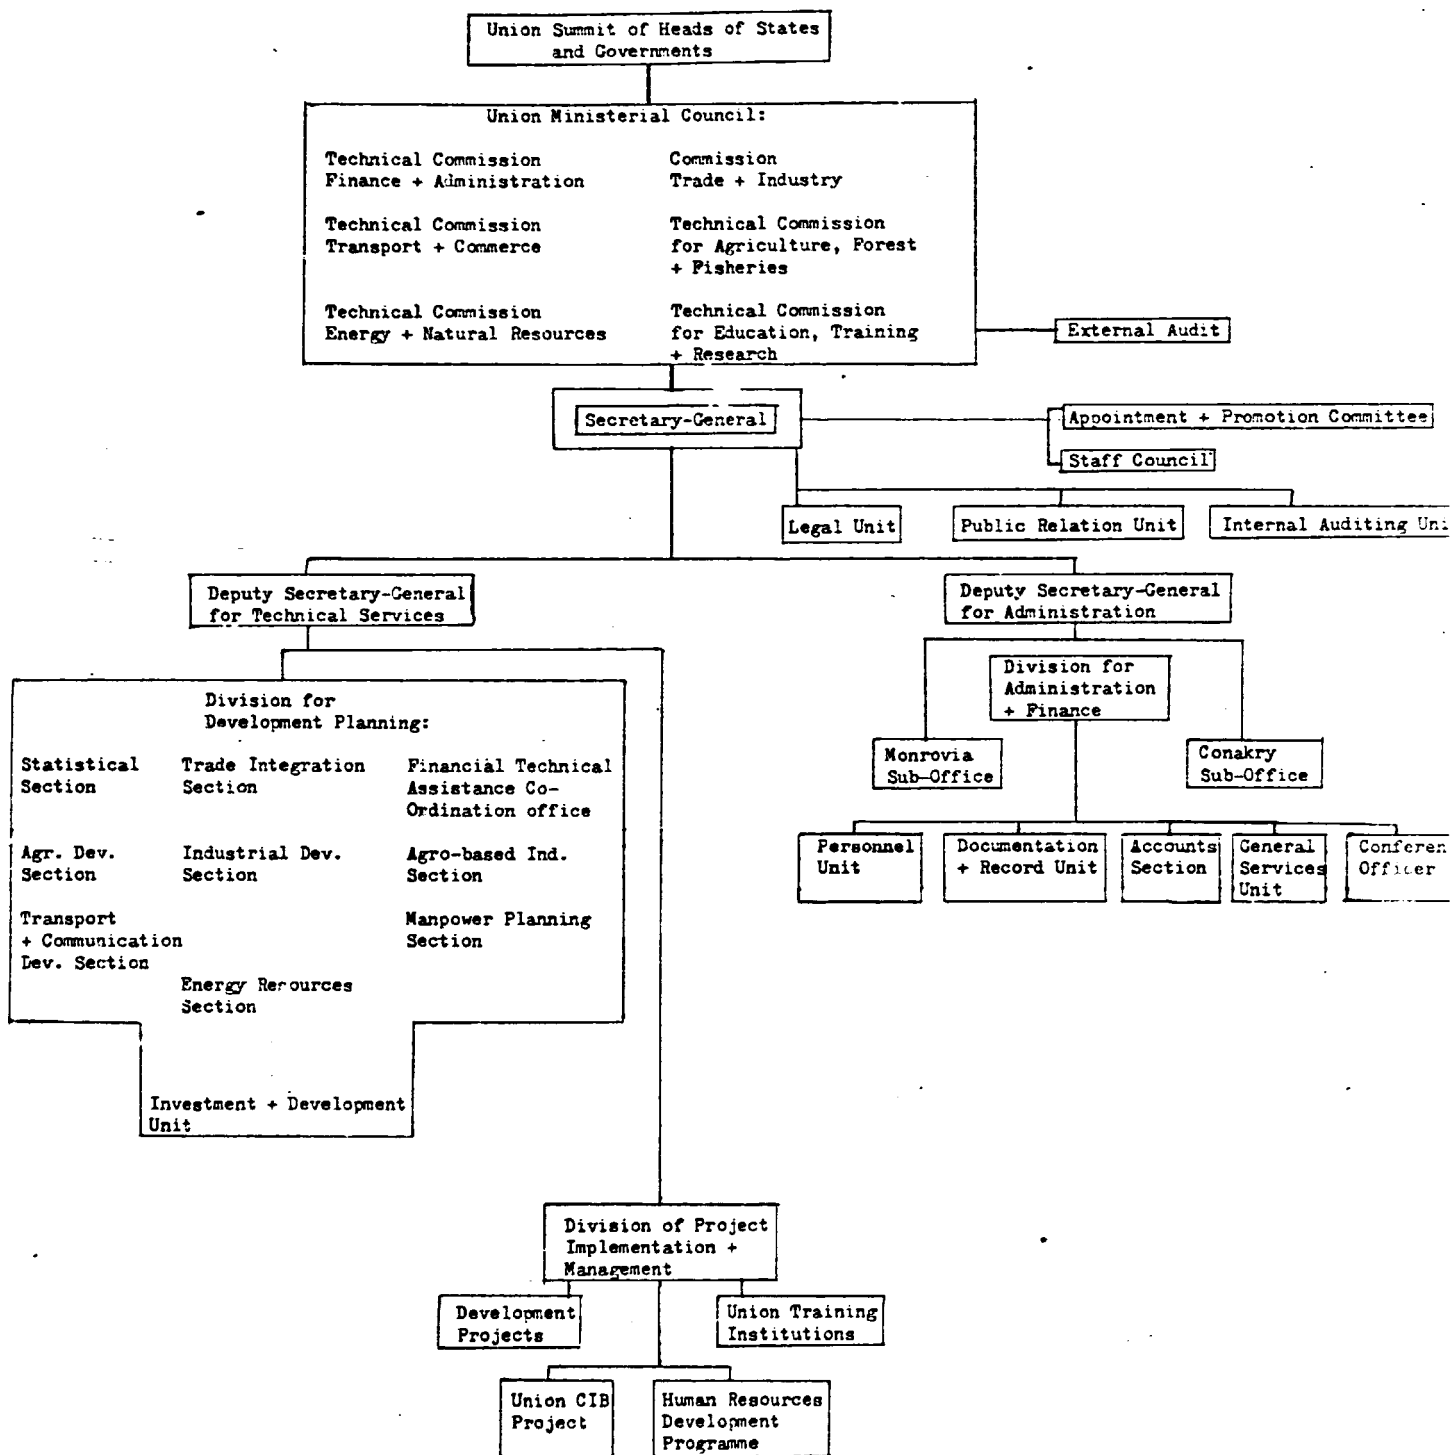 Union Summit of Heads of States
and Governments
Union Ministerial Council:
Technical Commission
Finance + Administration
Commission
Trade + Industry
Technical Commission
Transport + Commerce
Technical Commission
for Agriculture, Forest
+ Fisheries
Technical Commission
Energy + Natural Resources
Technical Commission
for Education, Training
+ Research
External Audit
Secretary-General
Appointment + Promotion Committee
Staff Council
Legal Unit
Public Relation Unit
Internal Auditing Uni
Deputy Secretary-General
for Technical Services
Deputy Secretary-General
for Administration
Division for
Development Planning:
Statistical
Section
Trade Integration
Section
Financial Technical
Assistance Co-
Ordination office
Agr. Dev.
Section
Industrial Dev.
Section
Agro-based Ind.
Section
Transport
+ Communication
Dev. Section
Manpower Planning
Section
Energy Resources
Section
Investment + Development
Unit
Division for
Administration
+ Finance
Monrovia
Sub-Office
Conakry
Sub-Office
Personnel
Unit
Documentation
+ Record Unit
Accounts
Section
General
Services
Unit
Conferen
Officer
Division of Project
Implementation +
Management
Development
Projects
Union Training
Institutions
Union CIB
Project
Human Resources
Development
Programme